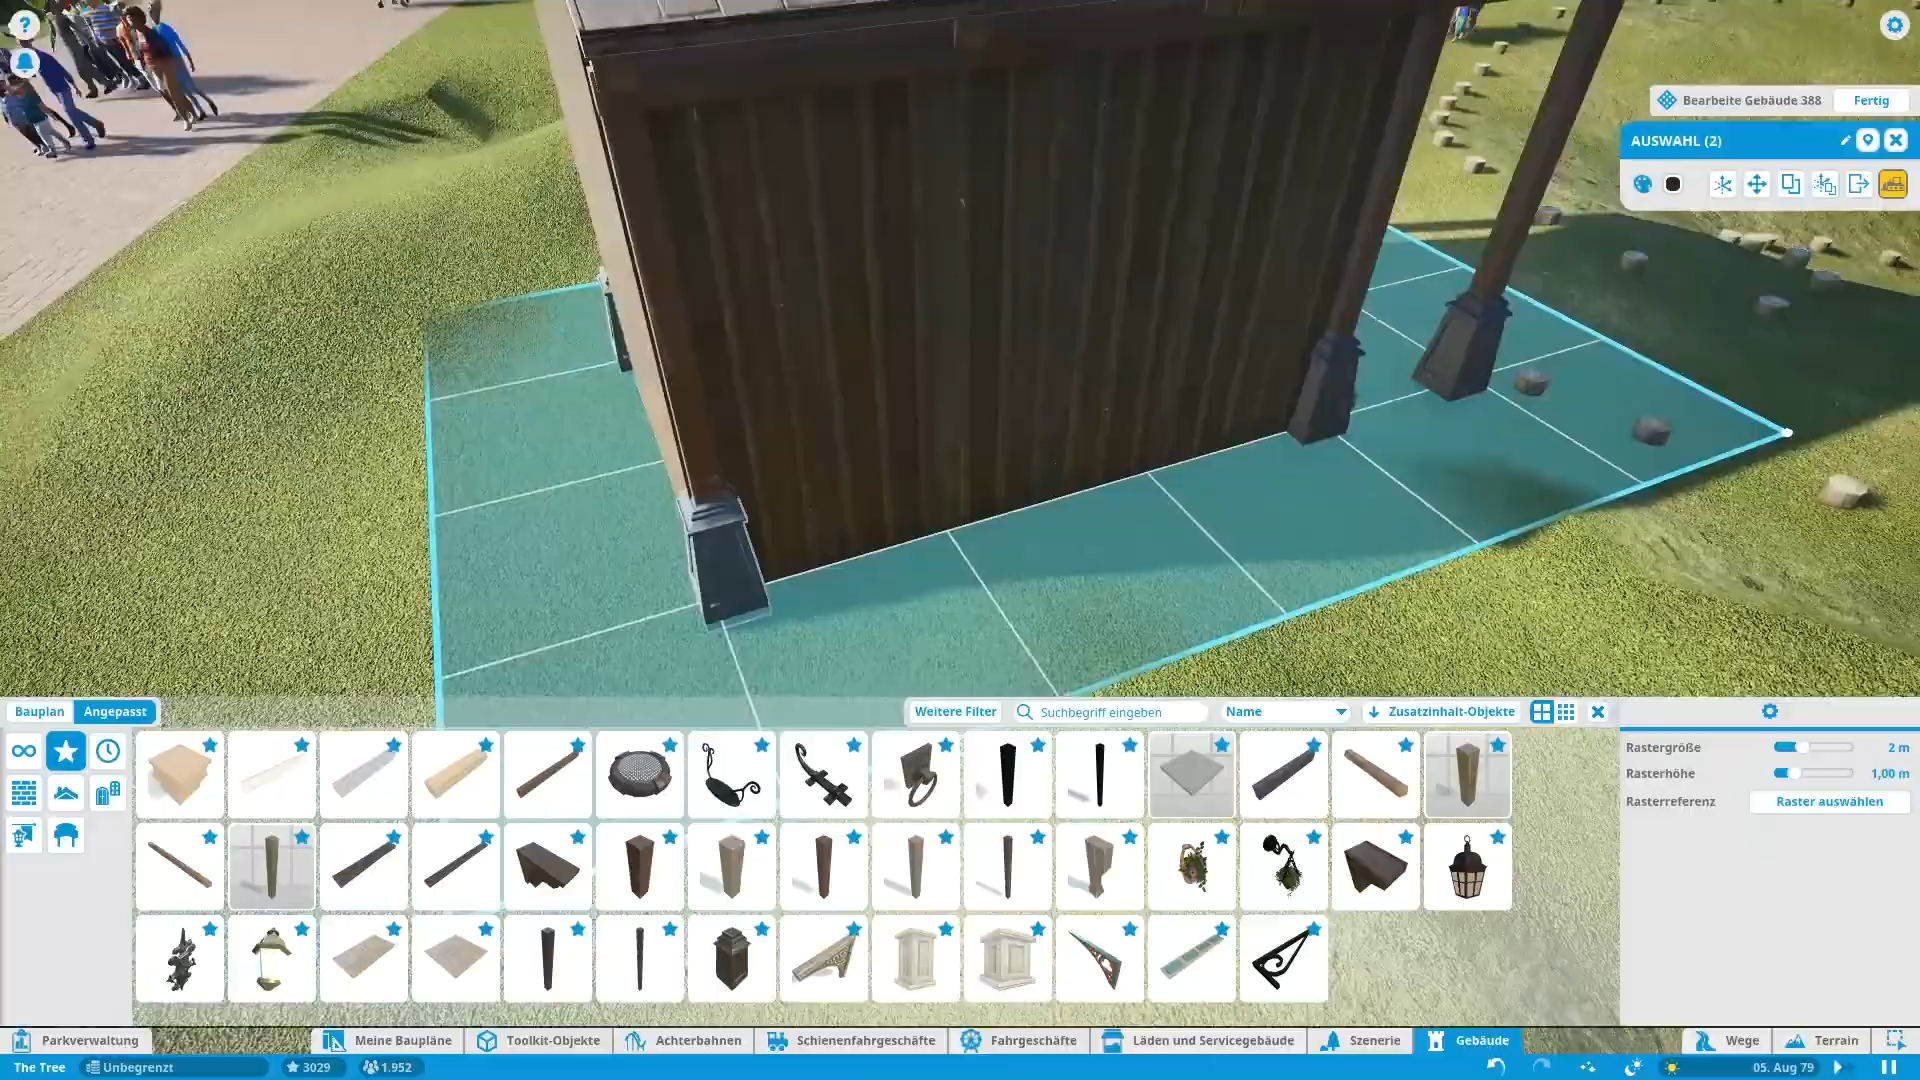 ?
Bearbeite Gebäude 388
Fertig
AUSWAHL (2)
Bauplan
Angepasst
Weitere Filter
Suchbegriff eingeben
Name
Zusatzinhalt-Objekte
Rastergröße
2 m
Rasterhöhe
1,00 m
Rasterreferenz
Raster auswählen
Parkverwaltung
Meine Baupläne
Toolkit-Objekte
Achterbahnen
Schienenfahrgeschäfte
Fahrgeschäfte
Läden und Servicegebäude
Szenerie
Gebäude
Wege
Terrain
The Tree
Unbegrenzt
3029
1.952
05. Aug 79